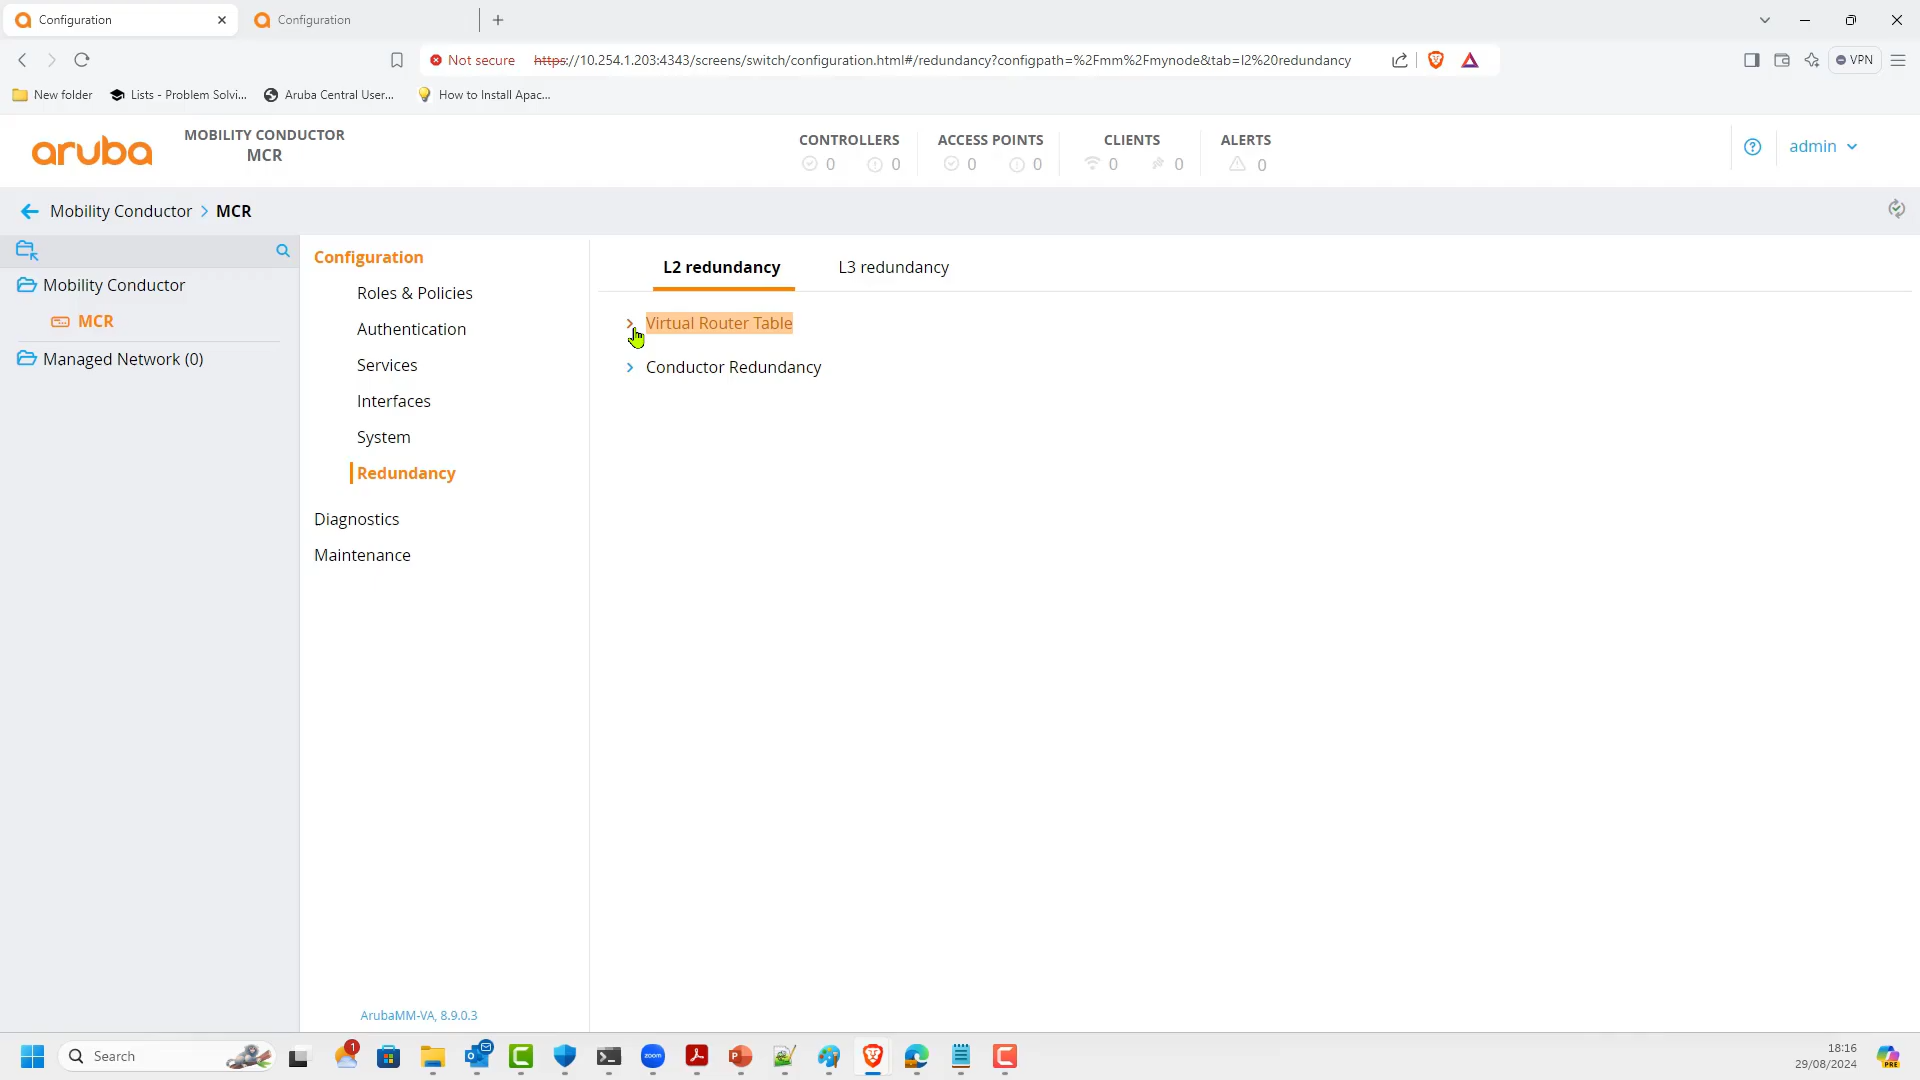 Configuration
Configuration
Not secure https://10.254.1.203:4343/screens/switch/configuration.html#/redundancy?configpath=%2Fmm%2Fmynode&tab=l2%20redundancy
VPN
New folder
Lists - Problem Solvi...
Aruba Central User...
How to Install Apac...
aruba
MOBILITY CONDUCTOR
MCR
CONTROLLERS
0 0
ACCESS POINTS
0 0
CLIENTS
0 0
ALERTS
0
admin
Mobility Conductor > MCR
Mobility Conductor
MCR
Managed Network (0)
Configuration
Roles & Policies
Authentication
Services
Interfaces
System
Redundancy
Diagnostics
Maintenance
ArubaMM-VA, 8.9.0.3
L2 redundancy
L3 redundancy
Virtual Router Table
Conductor Redundancy
Search
1
zoom
18:16
29/08/2024
PRE